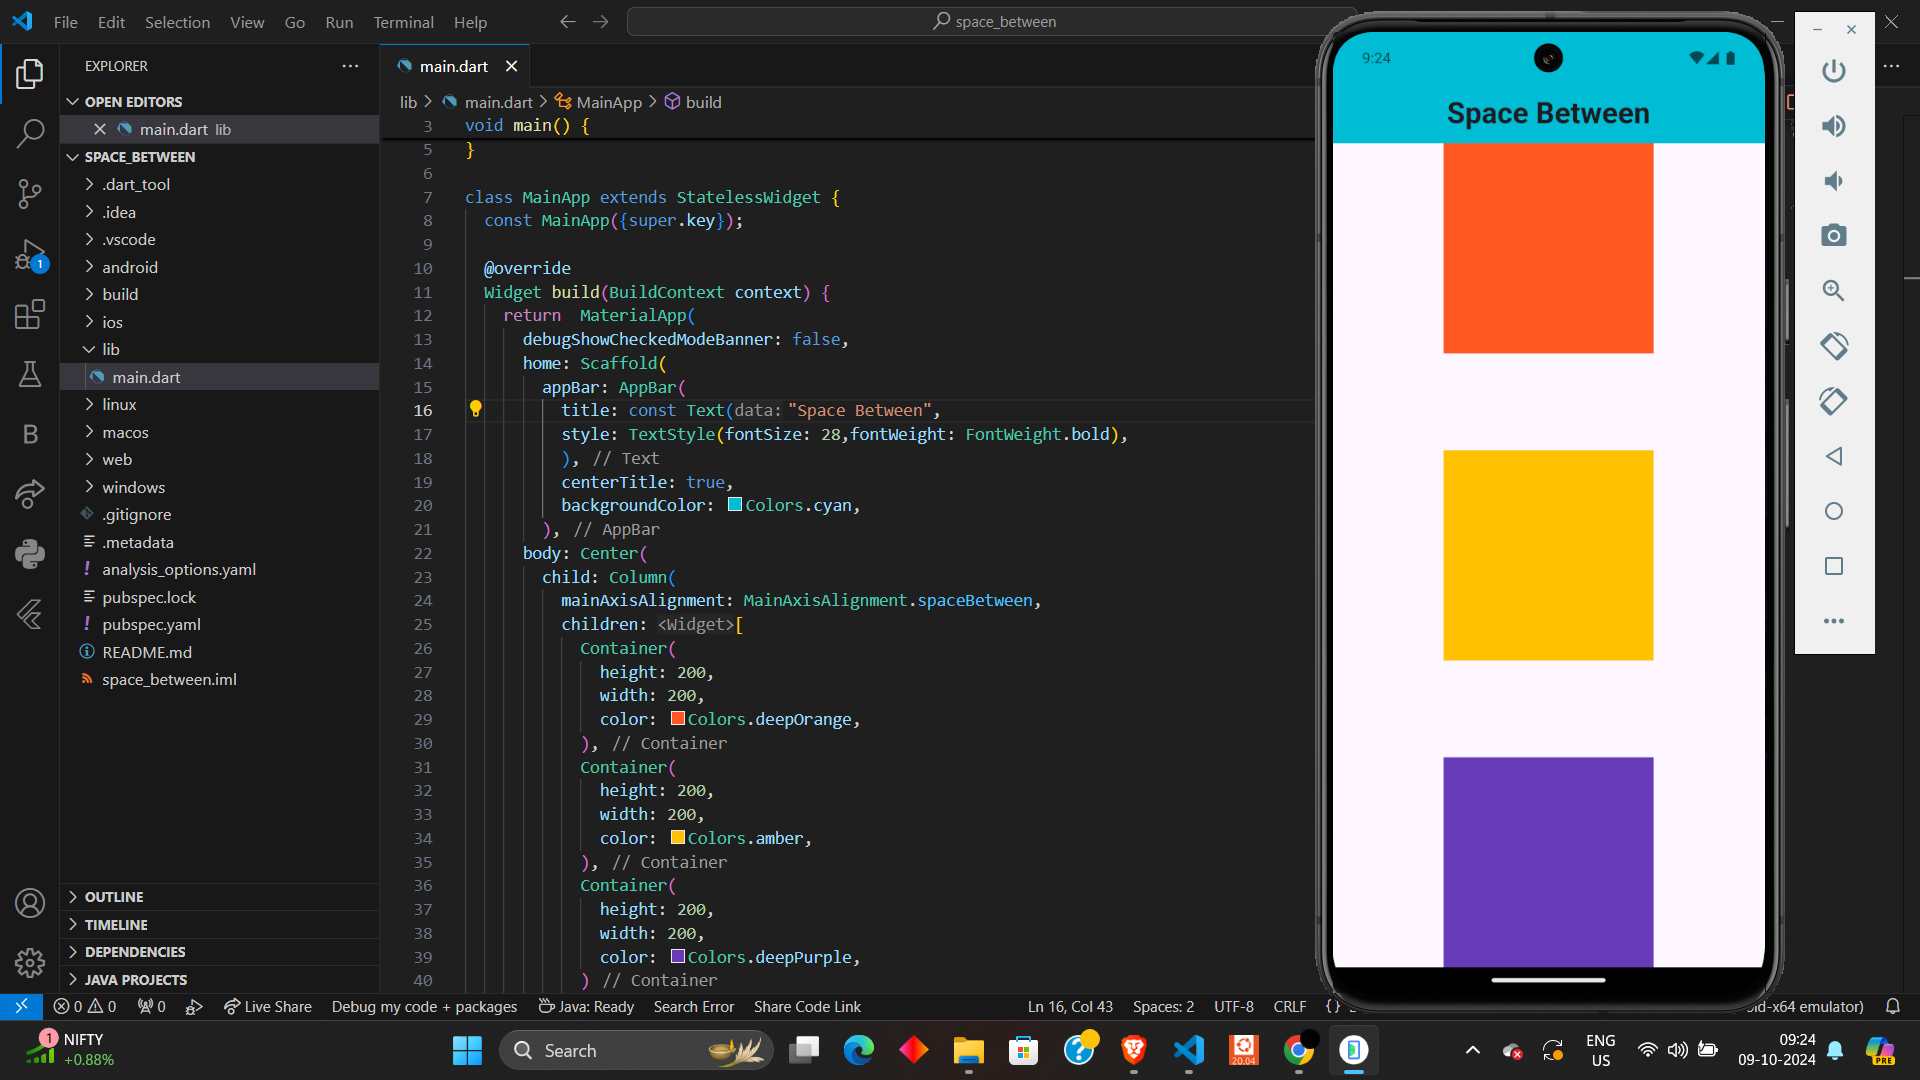 File Edit Selection View Go Run Terminal Help
space_between
EXPLORER
OPEN EDITORS
main.dart lib
SPACE_BETWEEN
.dart_tool
.idea
.vscode
android
build
ios
lib
main.dart
linux
macos
web
windows
.gitignore
.metadata
analysis_options.yaml
pubspec.lock
pubspec.yaml
README.md
space_between.iml
OUTLINE
TIMELINE
DEPENDENCIES
JAVA PROJECTS
1
B
main.dart
lib > main.dart > MainApp > build
3 void main() {
5 }
6
7 class MainApp extends StatelessWidget {
8 const MainApp({super.key});
9
10 @override
11 Widget build(BuildContext context) {
12 return  MaterialApp(
13 debugShowCheckedModeBanner: false,
14 home: Scaffold(
15 appBar: AppBar(
16 title: const Text(data: "Space Between",
17 style: TextStyle(fontSize: 28,fontWeight: FontWeight.bold),
18 ), // Text
19 centerTitle: true,
20 backgroundColor: Colors.cyan,
21 ), // AppBar
22 body: Center(
23 child: Column(
24 mainAxisAlignment: MainAxisAlignment.spaceBetween,
25 children: <Widget>[
26 Container(
27 height: 200,
28 width: 200,
29 color: Colors.deepOrange,
30 ), // Container
31 Container(
32 height: 200,
33 width: 200,
34 color: Colors.amber,
35 ), // Container
36 Container(
37 height: 200,
38 width: 200,
39 color: Colors.deepPurple,
40 ) // Container
9:24
Space Between
0 0 0 Live Share Debug my code + packages Java: Ready Search Error Share Code Link Ln 16, Col 43 Spaces: 2 UTF-8 CRLF { } id-x64 emulator)
1
NIFTY
+0.88%
Search
20.04
ENG
US
09:24
09-10-2024
PRE